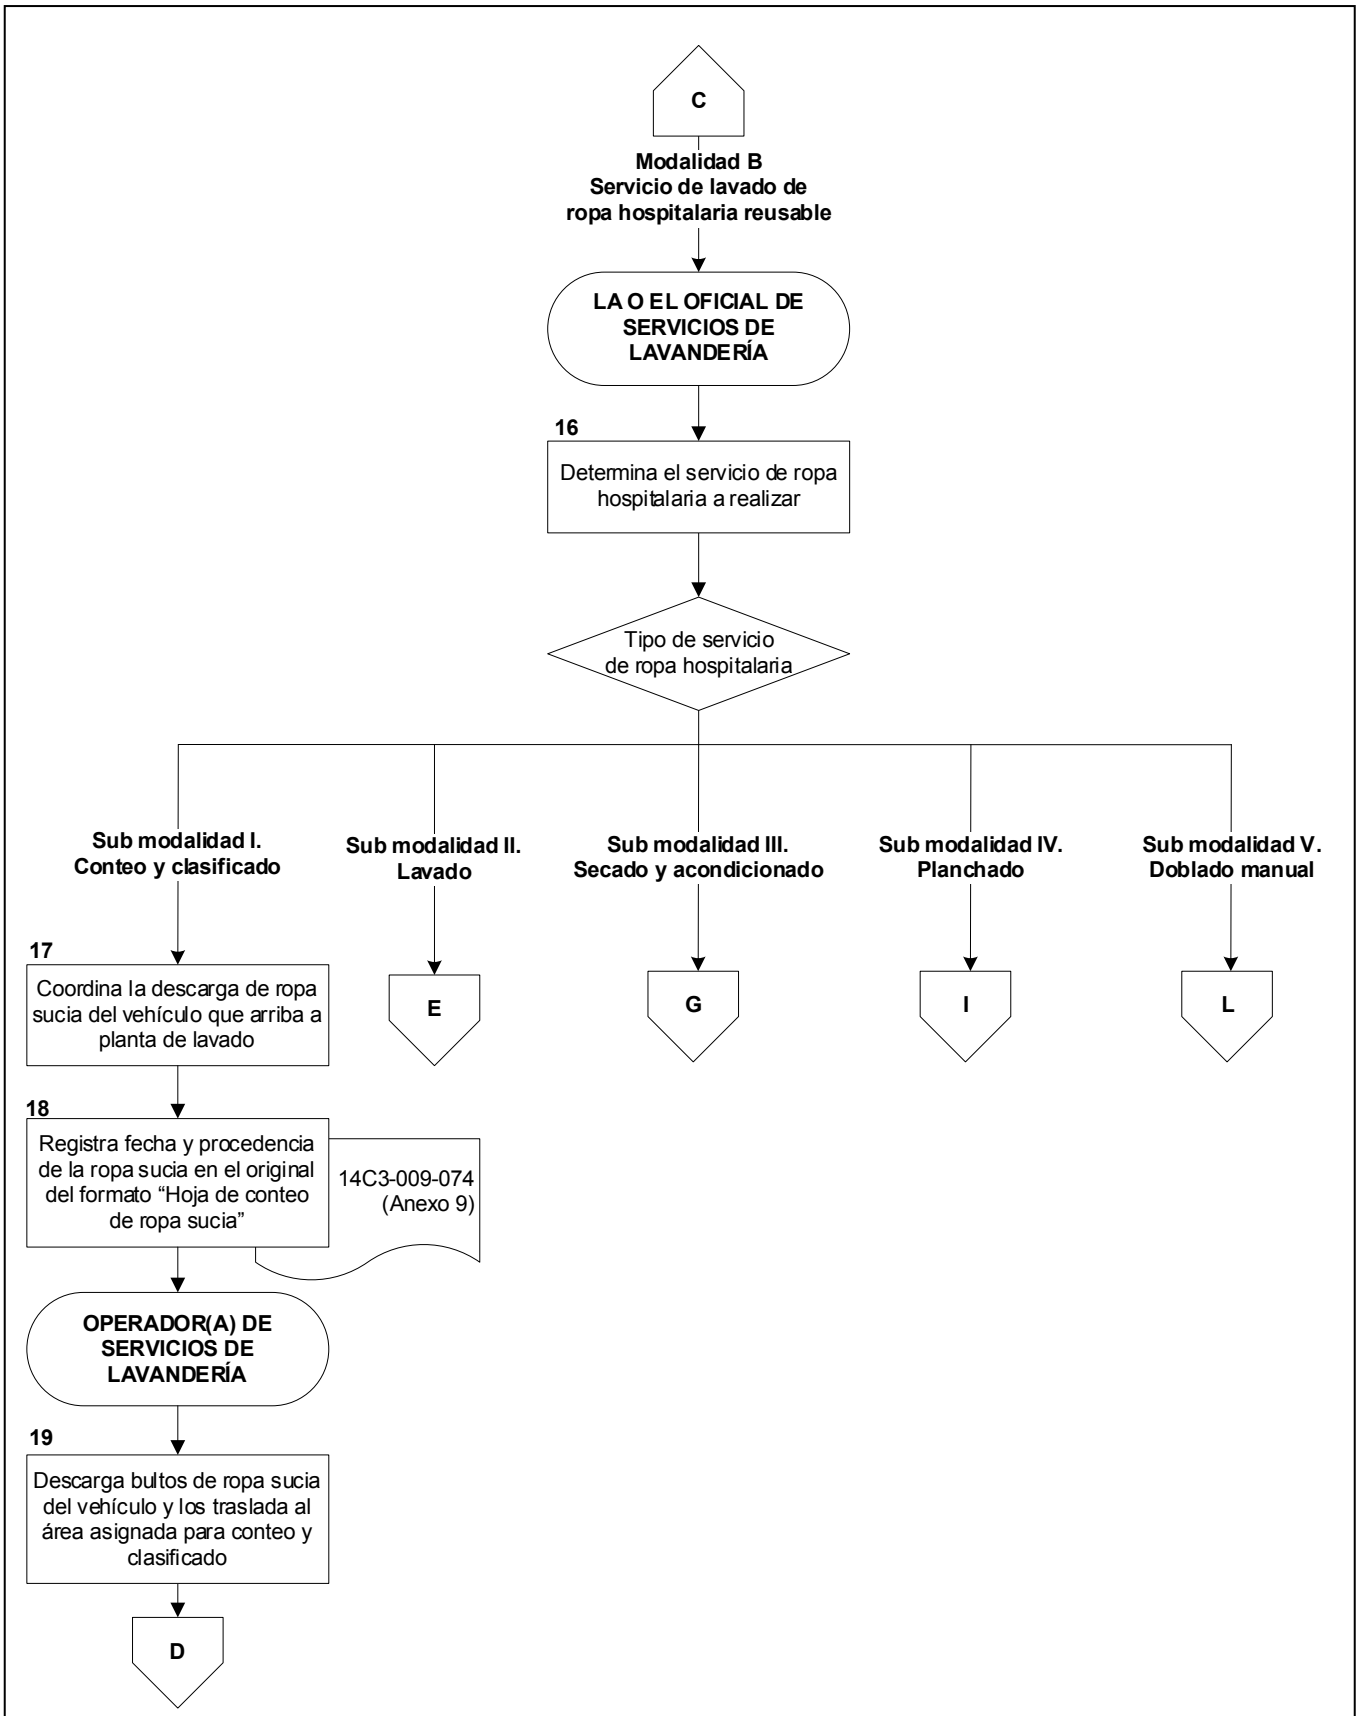 C
Modalidad B
Servicio de lavado de
ropa hospitalaria reusable
LA O EL OFICIAL DE
SERVICIOS DE
LAVANDERÍA
16
Determina el servicio de ropa
hospitalaria a realizar
Tipo de servicio
de ropa hospitalaria
Sub modalidad I.
Conteo y clasificado
Sub modalidad II.
Lavado
Sub modalidad III.
Secado y acondicionado
Sub modalidad IV.
Planchado
Sub modalidad V.
Doblado manual
17
Coordina la descarga de ropa
sucia del vehículo que arriba a
planta de lavado
E
G
I
L
18
Registra fecha y procedencia
de la ropa sucia en el original
del formato “Hoja de conteo
de ropa sucia”
14C3-009-074
(Anexo 9)
OPERADOR(A) DE
SERVICIOS DE
LAVANDERÍA
19
Descarga bultos de ropa sucia
del vehículo y los traslada al
área asignada para conteo y
clasificado
D